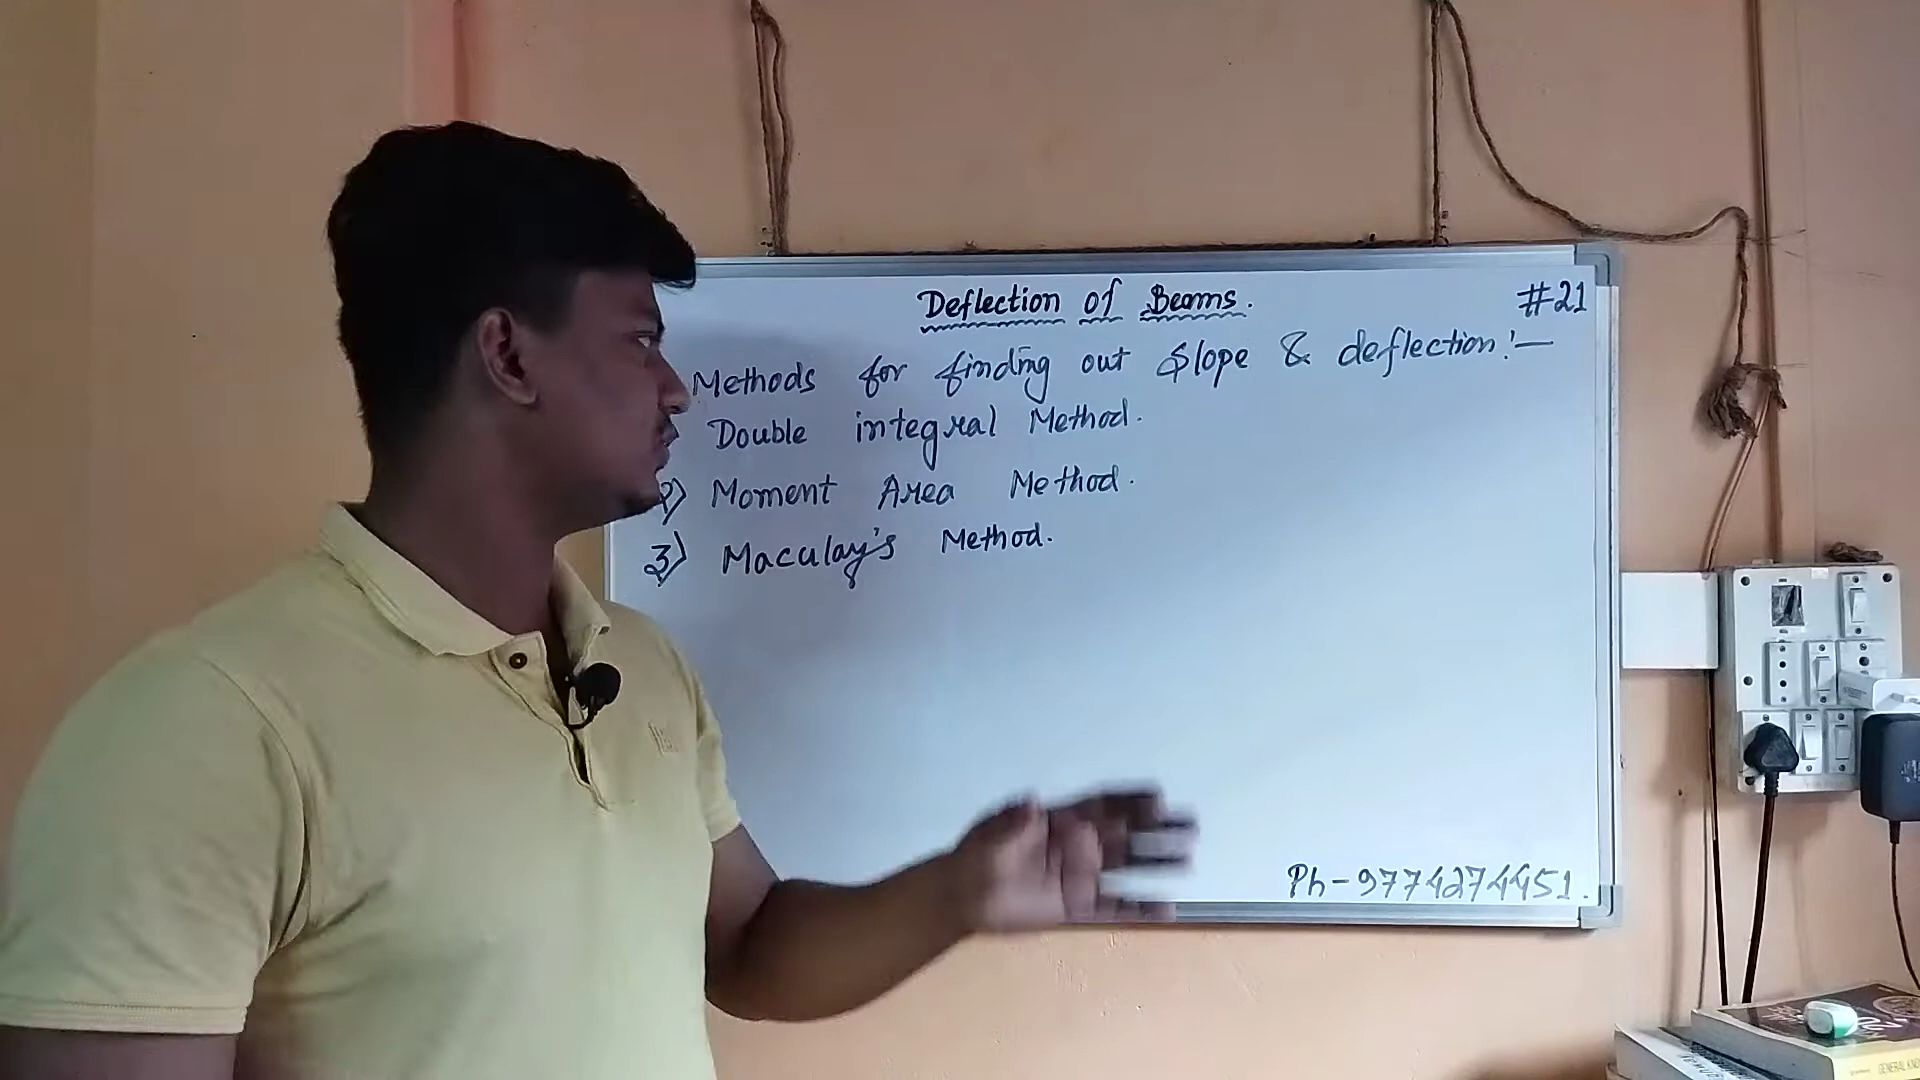 Deflection of Beams.
#21
Methods for finding out Slope & deflection:-
Double integral Method.
2) Moment Area Method.
3) Maculay's Method.
Ph-9774274451.
GENERAL